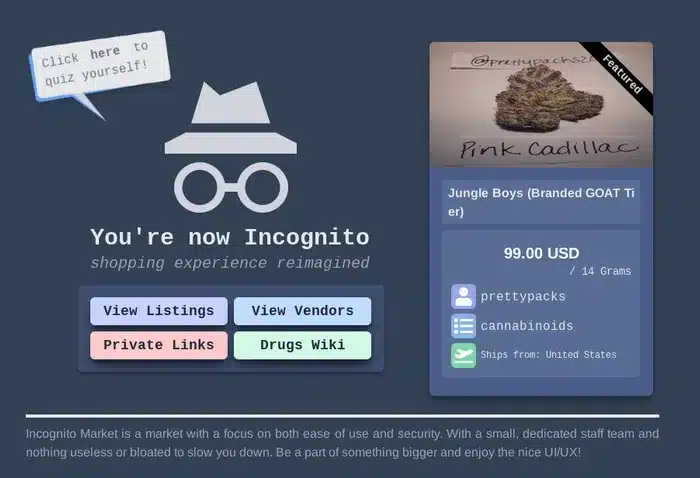 Click here to
quiz yourself!
You're now Incognito
shopping experience reimagined
View Listings
View Vendors
Private Links
Drugs Wiki
@prettypacks
Featured
Pink Cadillac
Jungle Boys (Branded GOAT Ti
er)
99.00 USD
/ 14 Grams
prettypacks
cannabinoids
Ships from: United States
Incognito Market is a market with a focus on both ease of use and security. With a small, dedicated staff team and
nothing useless or bloated to slow you down. Be a part of something bigger and enjoy the nice UI/UX!